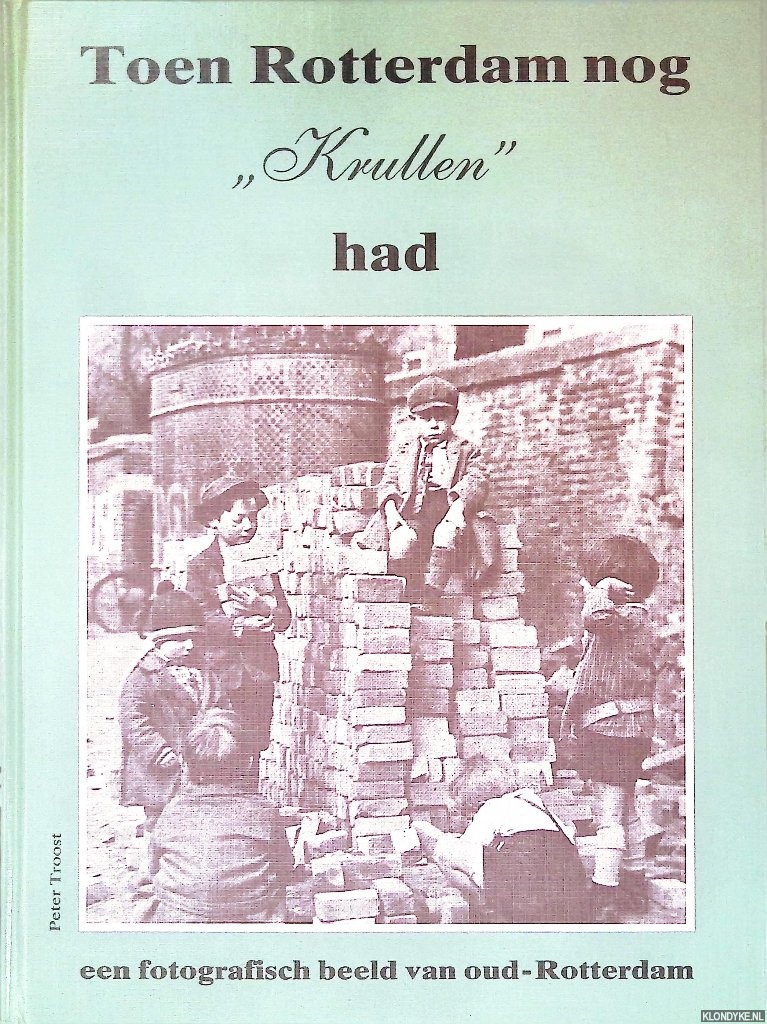 Toen Rotterdam nog
„Krullen”
had
Peter Troost
een fotografisch beeld van oud-Rotterdam
KLONDYKE.NL